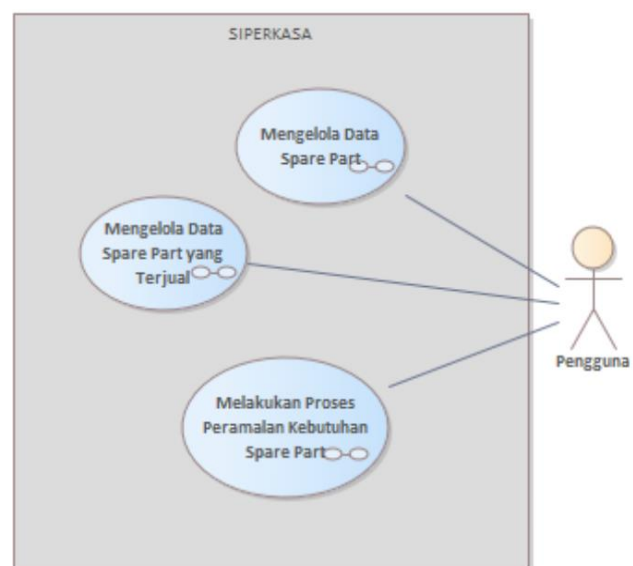 SIPERKASA
Mengelola Data
Spare Part
Mengelola Data
Spare Part yang
Terjual
Melakukan Proses
Peramalan Kebutuhan
Spare Part
Pengguna